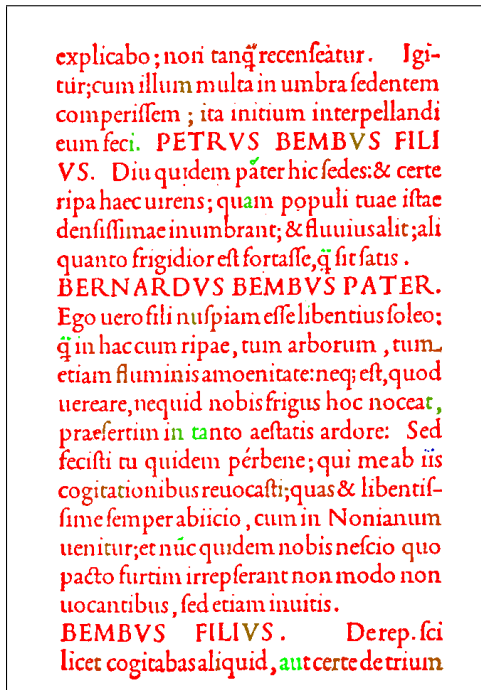 explicabo; non tanq̃ recenſeatur. Igi-
tur; cum illum multa in umbra ſedentem
comperiſſem; ita initium interpellandi
eum feci. PETRVS BEMBVS FILI
VS. Diu quidem pater hic ſedes: & certe
ripa haec uirens; quam populi tuae iſtae
denſiſſimae inumbrant; & fluuius alit; ali
quanto frigidior eſt fortaſſe, q̃ ſit ſatis.
BERNARDVS BEMBVS PATER.
Ego uero fili nuſpiam eſſe libentius ſoleo;
q̃ in hac cum ripae, tum arborum, tum
etiam fluminis amoenitate: neq; eſt, quod
uereare, nequid nobis frigus hoc noceat,
praeſertim in tanto aeſtatis ardore: Sed
feciſti tu quidem pérbene; qui me ab iis
cogitationibus reuocaſti; quas & libentiſ-
ſime ſemper abiicio, cum in Nonianum
uenitur; et nūc quidem nobis neſcio quo
pacto furtim irrepſerant non modo non
uocantibus, ſed etiam inuitis.
BEMBVS FILIVS. De rep. ſci
licet cogitabas aliquid, aut certe de trium